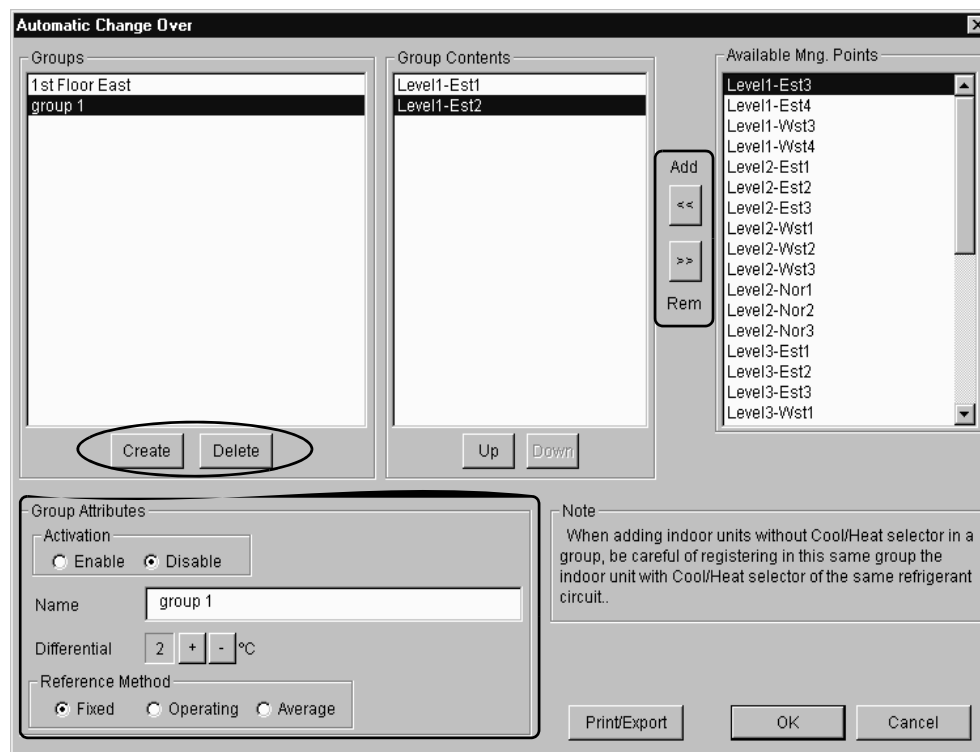 Automatic Change Over
Groups
1st Floor East
group 1
Create
Delete
Group Contents
Level1-Est1
Level1-Est2
Up
Down
Add
<<
>>
Rem
Available Mng. Points
Level1-Est3
Level1-Est4
Level1-Wst3
Level1-Wst4
Level2-Est1
Level2-Est2
Level2-Est3
Level2-Wst1
Level2-Wst2
Level2-Wst3
Level2-Nor1
Level2-Nor2
Level2-Nor3
Level3-Est1
Level3-Est2
Level3-Est3
Level3-Wst1
Group Attributes
Activation
Enable
Disable
Name
group 1
Differential
2
+
-
°C
Reference Method
Fixed
Operating
Average
Note
When adding indoor units without Cool/Heat selector in a
group, be careful of registering in this same group the
indoor unit with Cool/Heat selector of the same refrigerant
circuit..
Print/Export
OK
Cancel